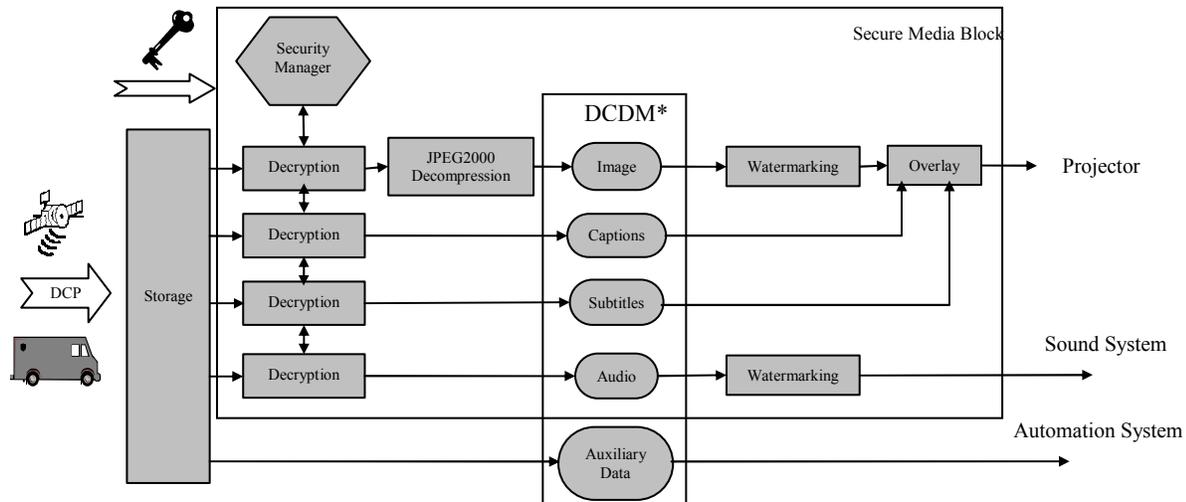 Secure Media Block
Security
Manager
DCDM*
Decryption
JPEG2000
Decompression
Image
Watermarking
Overlay
Projector
Decryption
Captions
DCP
Storage
Decryption
Subtitles
Sound System
Decryption
Audio
Watermarking
Automation System
Auxiliary
Data